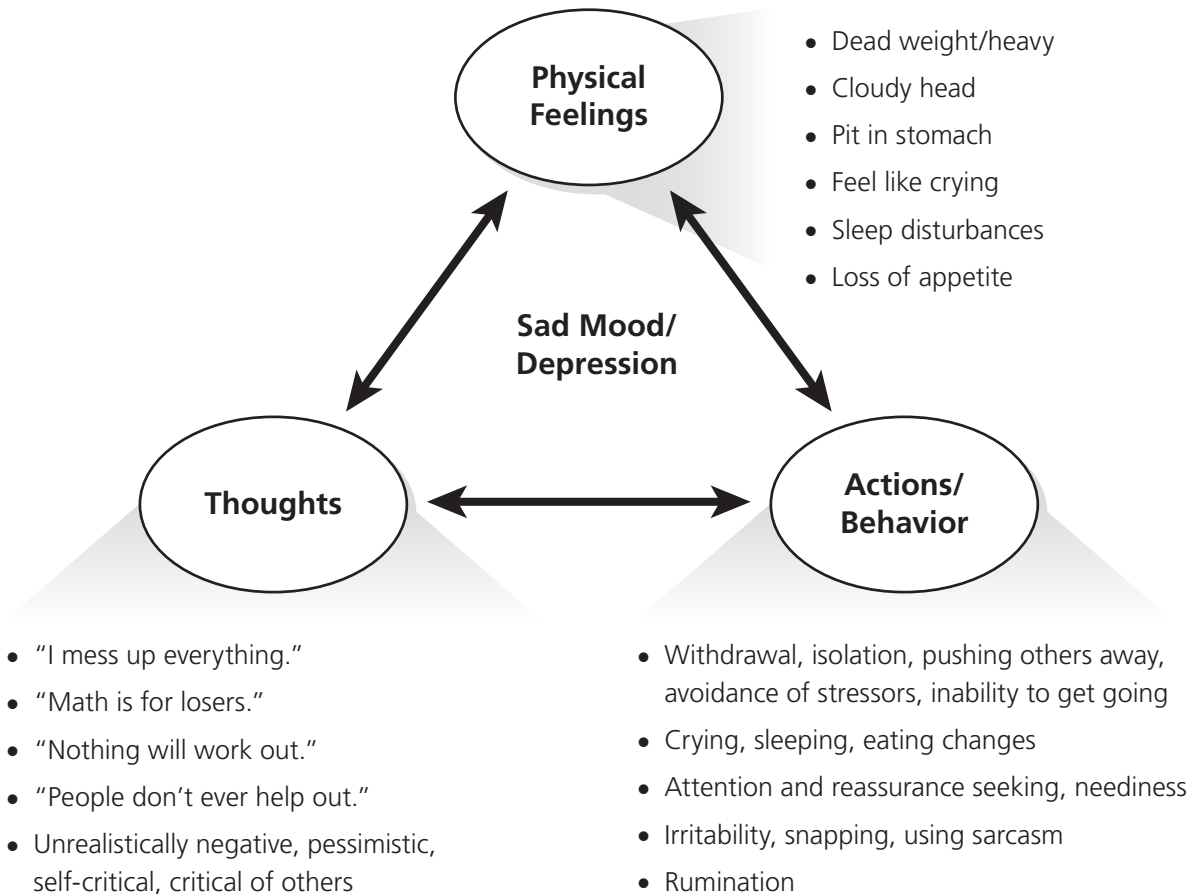 Physical
Feelings
• Dead weight/heavy
• Cloudy head
• Pit in stomach
• Feel like crying
• Sleep disturbances
• Loss of appetite
Sad Mood/
Depression
Thoughts
Actions/
Behavior
• “I mess up everything.”
• “Math is for losers.”
• “Nothing will work out.”
• “People don’t ever help out.”
• Unrealistically negative, pessimistic,
self-critical, critical of others
• Withdrawal, isolation, pushing others away,
avoidance of stressors, inability to get going
• Crying, sleeping, eating changes
• Attention and reassurance seeking, neediness
• Irritability, snapping, using sarcasm
• Rumination